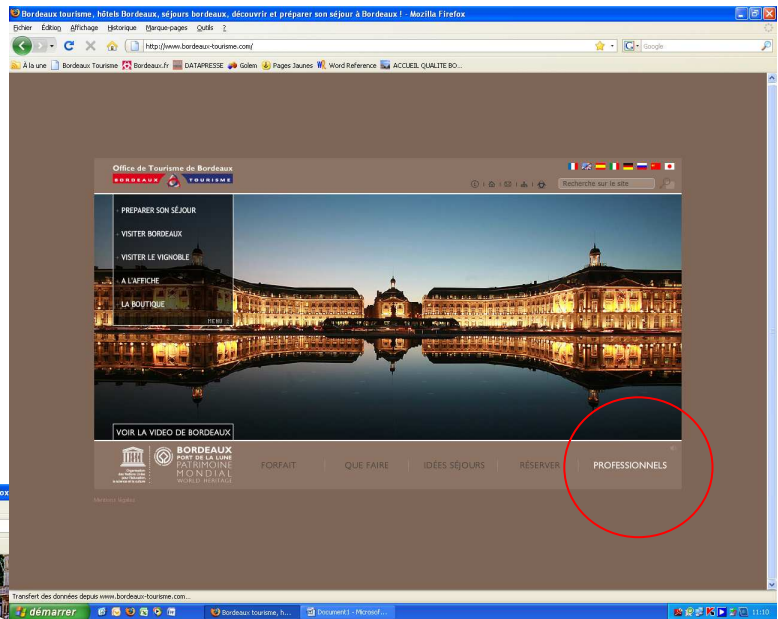 Bordeaux tourisme, hôtels Bordeaux, séjours bordeaux, découvrir et préparer son séjour à Bordeaux ! - Mozilla Firefox
Fichier Édition Affichage Historique Marque-pages Outils ?
http://www.bordeaux-tourisme.com/
Google
À la une Bordeaux Tourisme Bordeaux.fr DATAPRESSE Golem Pages Jaunes Word Reference ACCUEIL QUALITE BO...
Office de Tourisme de Bordeaux
BORDEAUX TOURISME
Recherche sur le site
PREPARER SON SÉJOUR
VISITER BORDEAUX
VISITER LE VIGNOBLE
A L'AFFICHE
LA BOUTIQUE
MENU
VOIR LA VIDEO DE BORDEAUX
BORDEAUX
PORT DE LA LUNE
PATRIMOINE
MONDIAL
WORLD HERITAGE
FORFAIT
QUE FAIRE
IDÉES SÉJOURS
RÉSERVER
PROFESSIONNELS
Mentions légales
Transfert des données depuis www.bordeaux-tourisme.com...
démarrer
Bordeaux tourisme, h...
Document1 - Microsof...
11:10